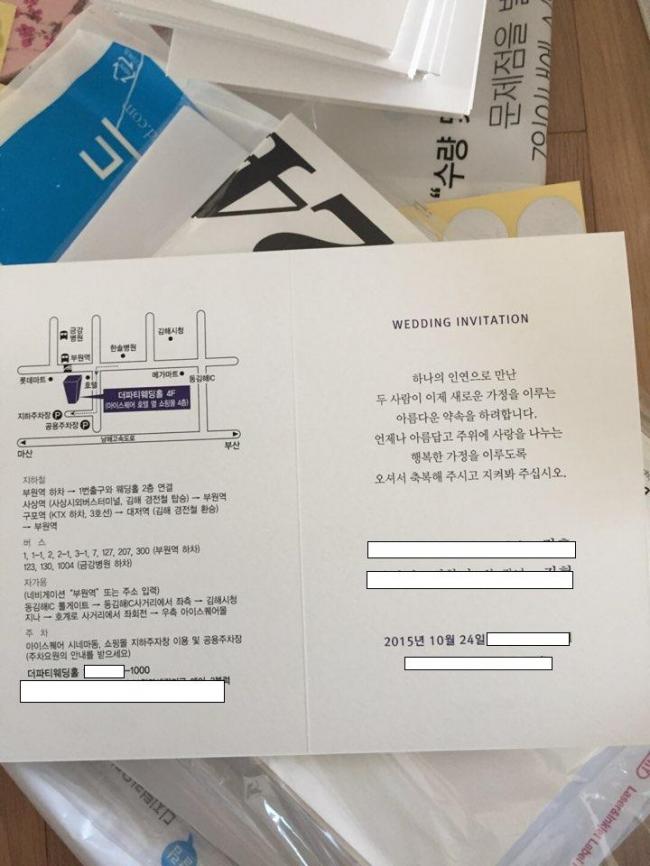 문제점을 발
7일이내에
"수량
비
금강
병원
한솔병원
김해시청
부원역
롯데마트
호텔
메가마트
동김해IC
더파티웨딩홀 4F
(아이스퀘어 호텔 옆 쇼핑몰 4층)
지하주차장 P
공용주차장 P
남해고속도로
마산
부산
지하철
부원역 하차 → 1번출구와 웨딩홀 2층 연결
사상역 (사상시외버스터미널, 김해 경전철 탑승) → 부원역
구포역 (KTX 하차, 3호선) → 대저역 (김해 경전철 환승)
→ 부원역
버 스
1, 1-1, 2, 2-1, 3-1, 7, 127, 207, 300 (부원역 하차)
123, 130, 1004 (금강병원 하차)
자가용
(네비게이션 "부원역" 또는 주소 입력)
동김해IC 톨게이트 → 동김해IC사거리에서 좌측 → 김해시청
지나 → 호계로 사거리에서 좌회전 → 우측 아이스퀘어몰
주 차
아이스퀘어 시네마동, 쇼핑몰 지하주차장 이용 및 공용주차장
(주차요원의 안내를 받으세요)
더파티웨딩홀 -1000
WEDDING INVITATION
하나의 인연으로 만난
두 사람이 이제 새로운 가정을 이루는
아름다운 약속을 하려합니다.
언제나 아름답고 주위에 사랑을 나누는
행복한 가정을 이루도록
오셔서 축복해 주시고 지켜봐 주십시오.
2015년 10월 24일
Laser&Inkjet Label